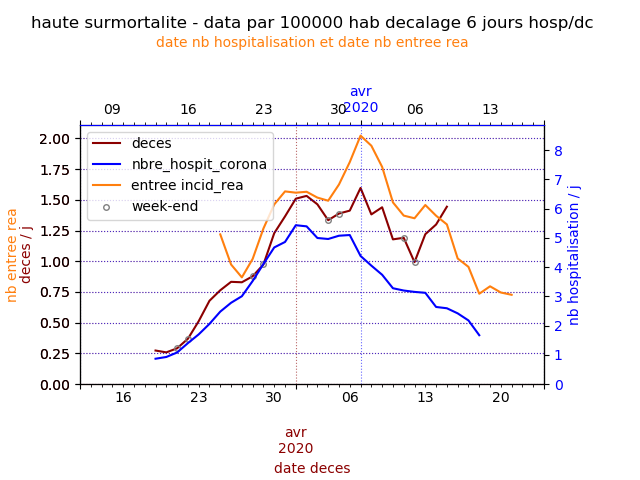 haute surmortalite - data par 100000 hab decalage 6 jours hosp/dc
date nb hospitalisation et date nb entree rea
avr
2020
09 16 23 30 06 13
deces
nbre_hospit_corona
entree incid_rea
week-end
2.00
1.75
1.50
1.25
1.00
0.75
0.50
0.25
0.00
nb entree rea
deces / j
8
7
6
5
4
3
2
1
0
nb hospitalisation / j
16 23 30 06 13 20
avr
2020
date deces